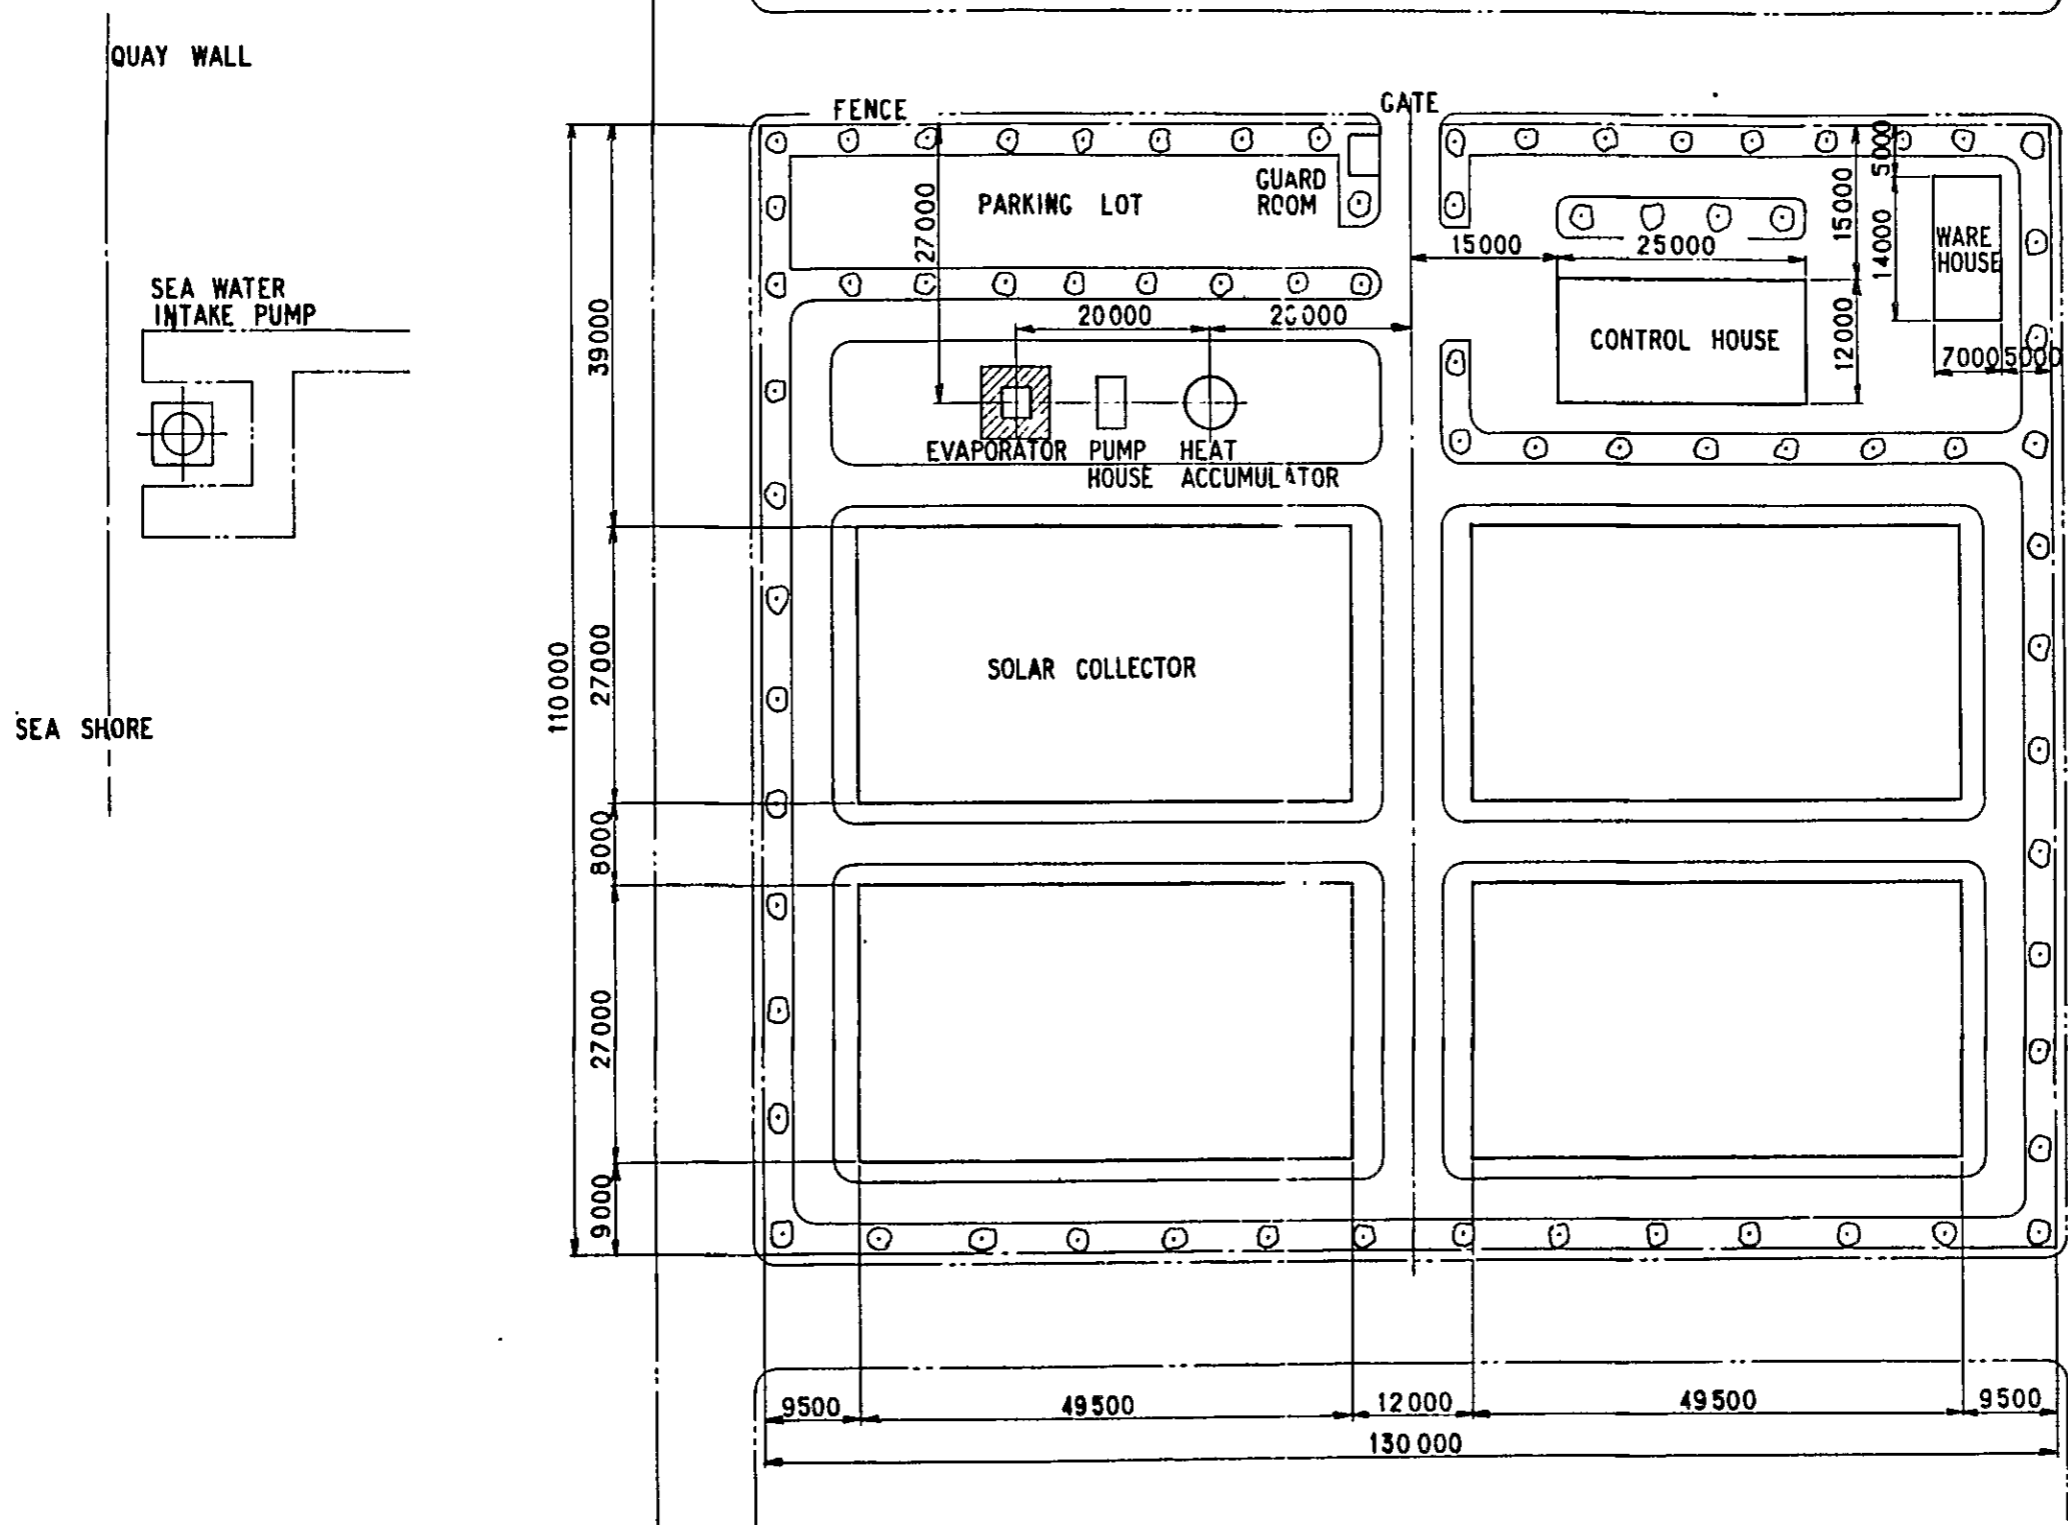 QUAY WALL
FENCE
GATE
SEA WATER
INTAKE PUMP
SEA SHORE
PARKING LOT
GUARD
ROOM
27000
15000
25000
15000
5000
14000
WARE
HOUSE
7000
5000
12000
CONTROL HOUSE
20000
20000
EVAPORATOR
PUMP
HOUSE
HEAT
ACCUMULATOR
39000
110000
27000
SOLAR COLLECTOR
8000
27000
9000
9500
49500
12000
49500
9500
130000